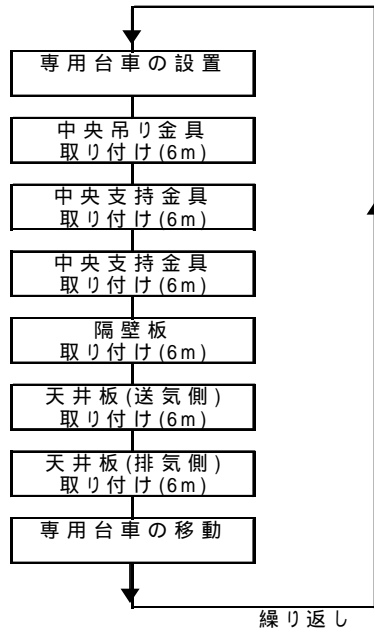 専用台車の設置
中央吊り金具
取り付け(6m)
中央支持金具
取り付け(6m)
中央支持金具
取り付け(6m)
隔壁板
取り付け(6m)
天井板(送気側)
取り付け(6m)
天井板(排気側)
取り付け(6m)
専用台車の移動
繰り返し